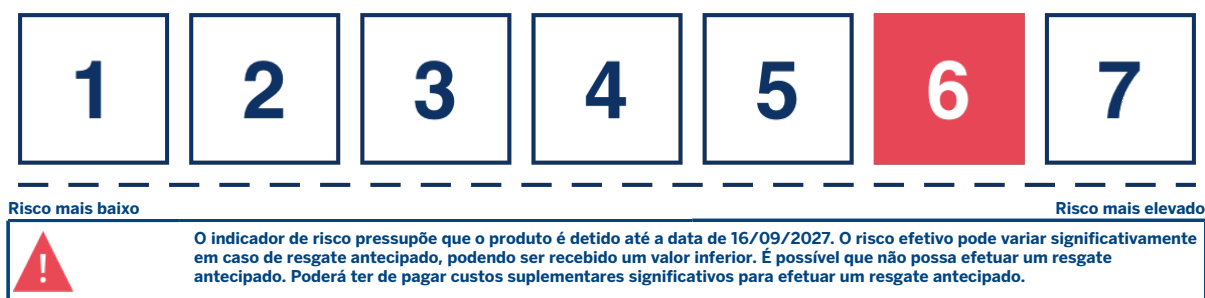 1 2 3 4 5 6 7
Risco mais baixo Risco mais elevado
! O indicador de risco pressupõe que o produto é detido até a data de 16/09/2027. O risco efetivo pode variar significativamente
em caso de resgate antecipado, podendo ser recebido um valor inferior. É possível que não possa efetuar um resgate
antecipado. Poderá ter de pagar custos suplementares significativos para efetuar um resgate antecipado.